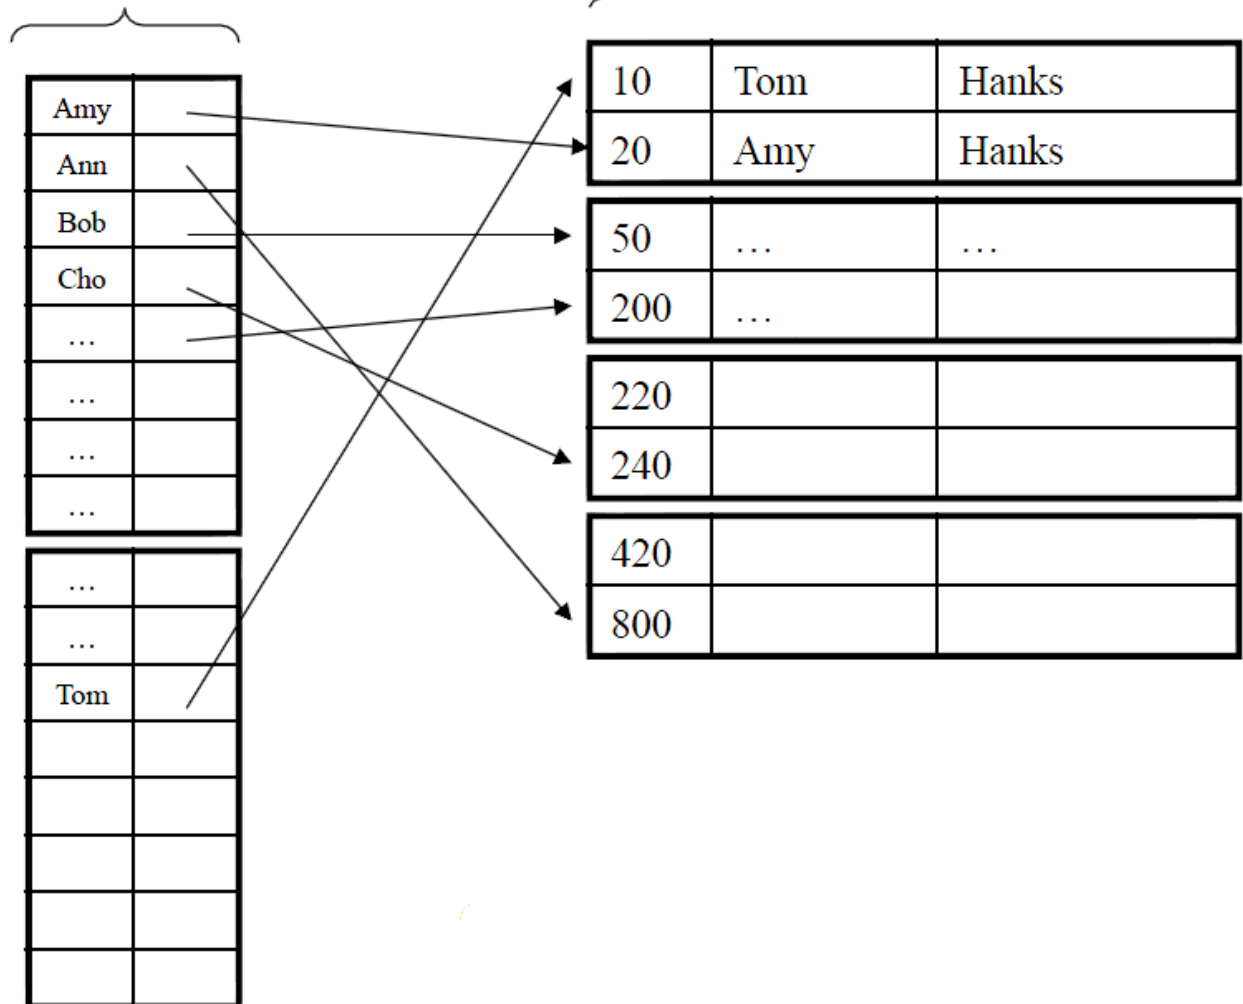 Amy
Ann
Bob
Cho
…
…
…
…
…
…
Tom
10 Tom Hanks
20 Amy Hanks
50 … …
200 …
220
240
420
800